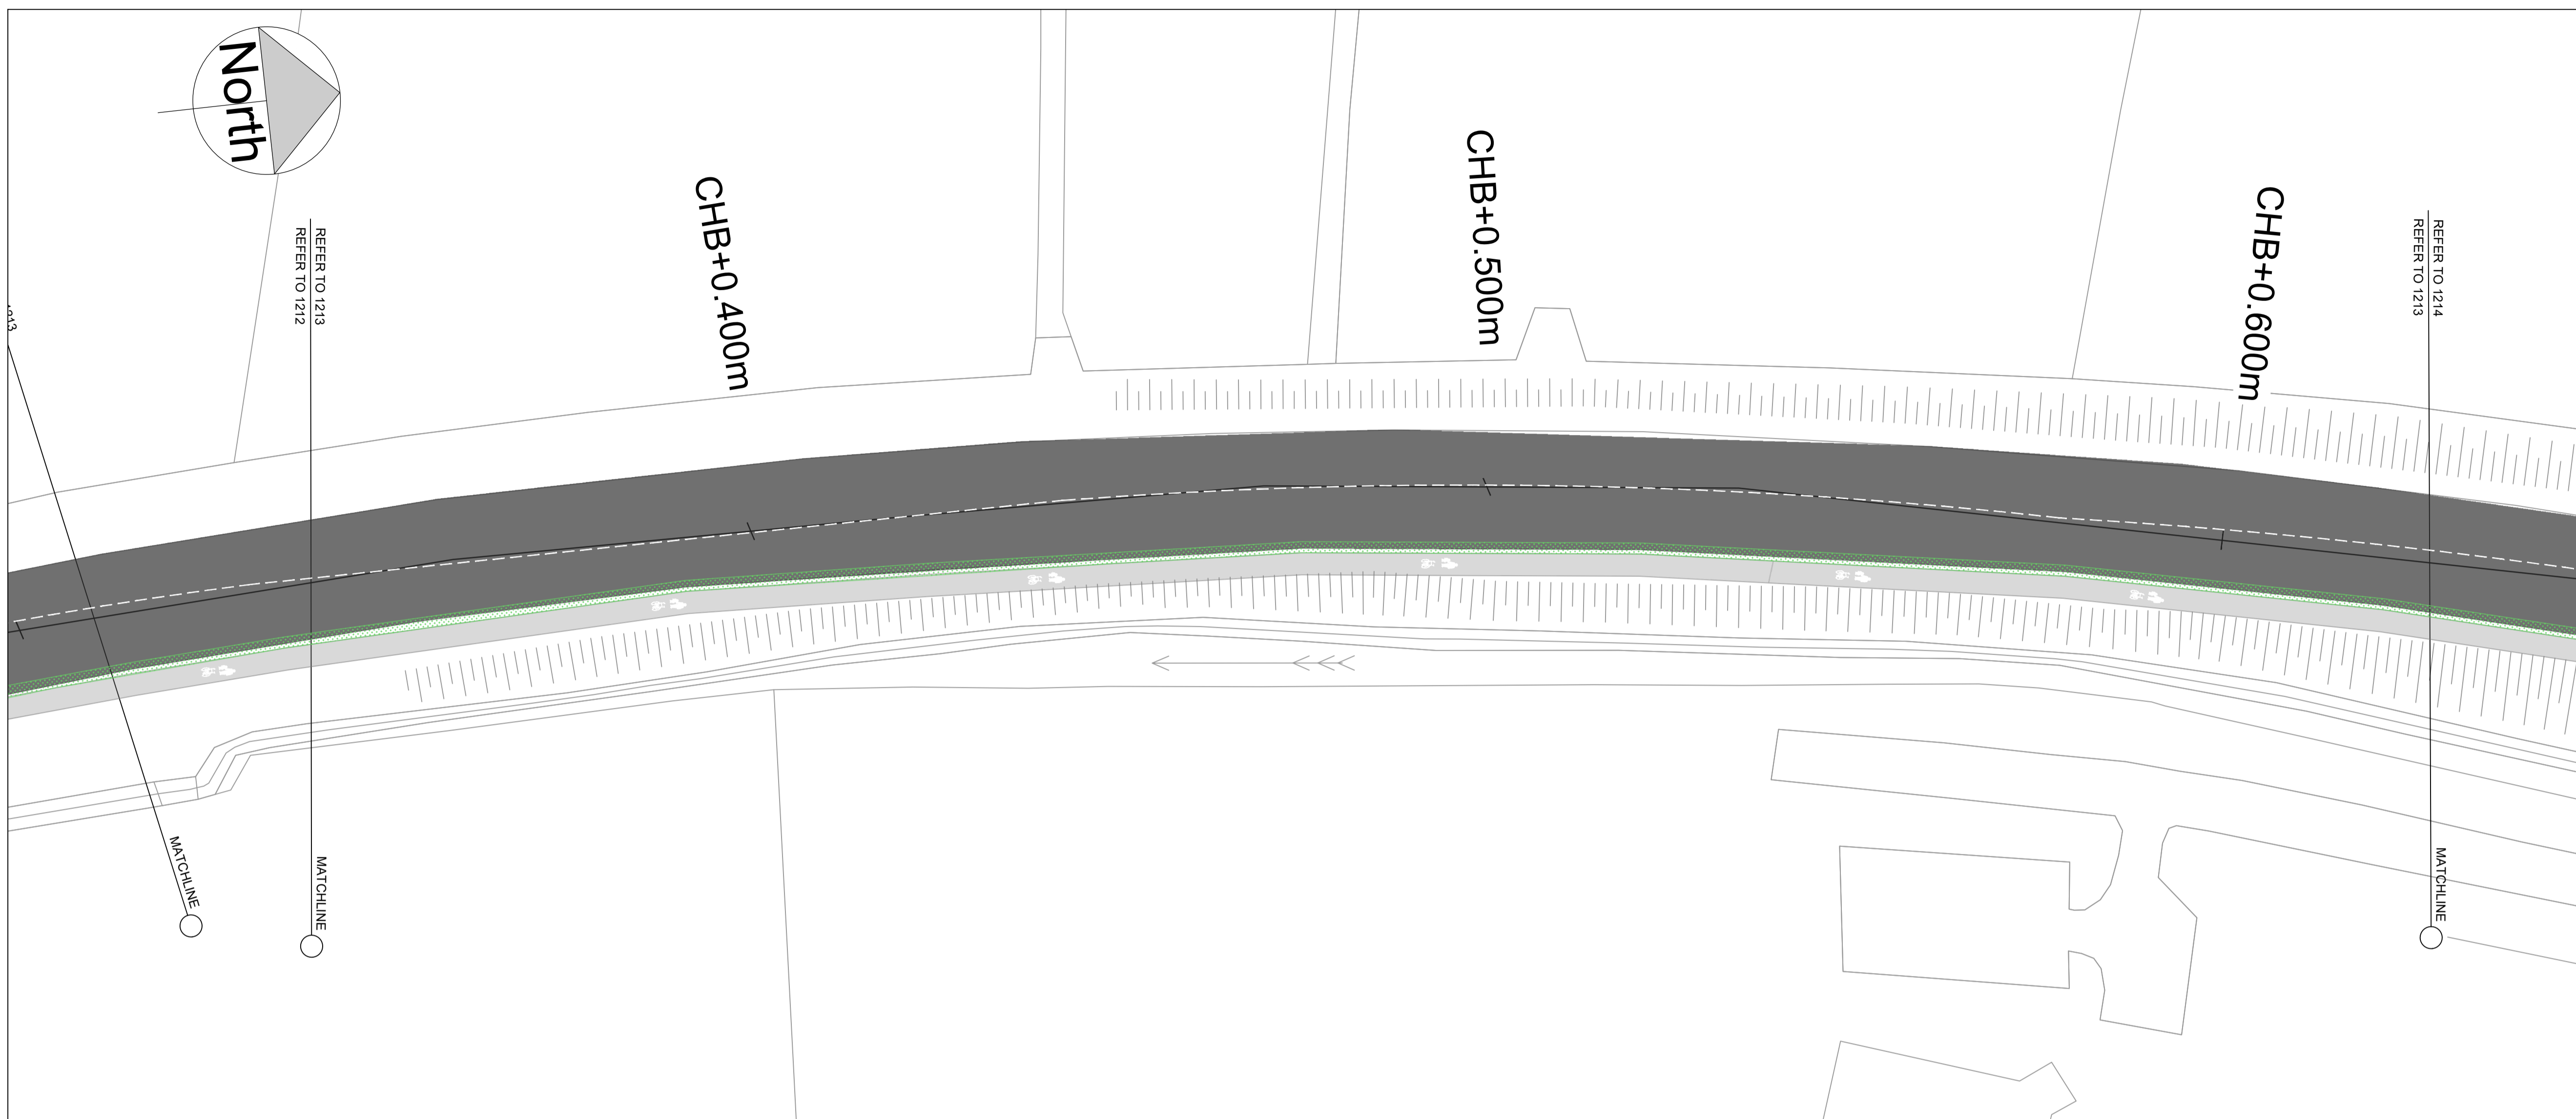 North
CHB+0.400m
CHB+0.500m
CHB+0.600m
REFER TO 1213
REFER TO 1212
REFER TO 1214
REFER TO 1213
MATCHLINE
MATCHLINE
MATCHLINE